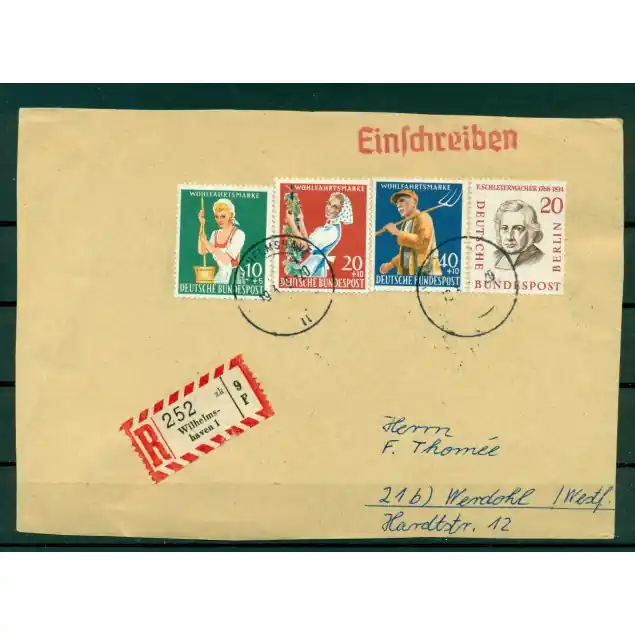 Einschreiben
WOHLFAHRTSMARKE
10
+5
DEUTSCHE BUNDESPOST
WOHLFAHRTSMARKE
20
+10
DEUTSCHE BUNDESPOST
WOHLFAHRTSMARKE
40
+10
DEUTSCHE BUNDESPOST
F. SCHLEIERMACHER 1768-1834
20
DEUTSCHE
BUNDESPOST
BERLIN
R
252 zk
Wilhelms-
haven 1
9
P
Herrn
F. Thomée
21b) Werdohl /Westf.
Hardtstr. 12